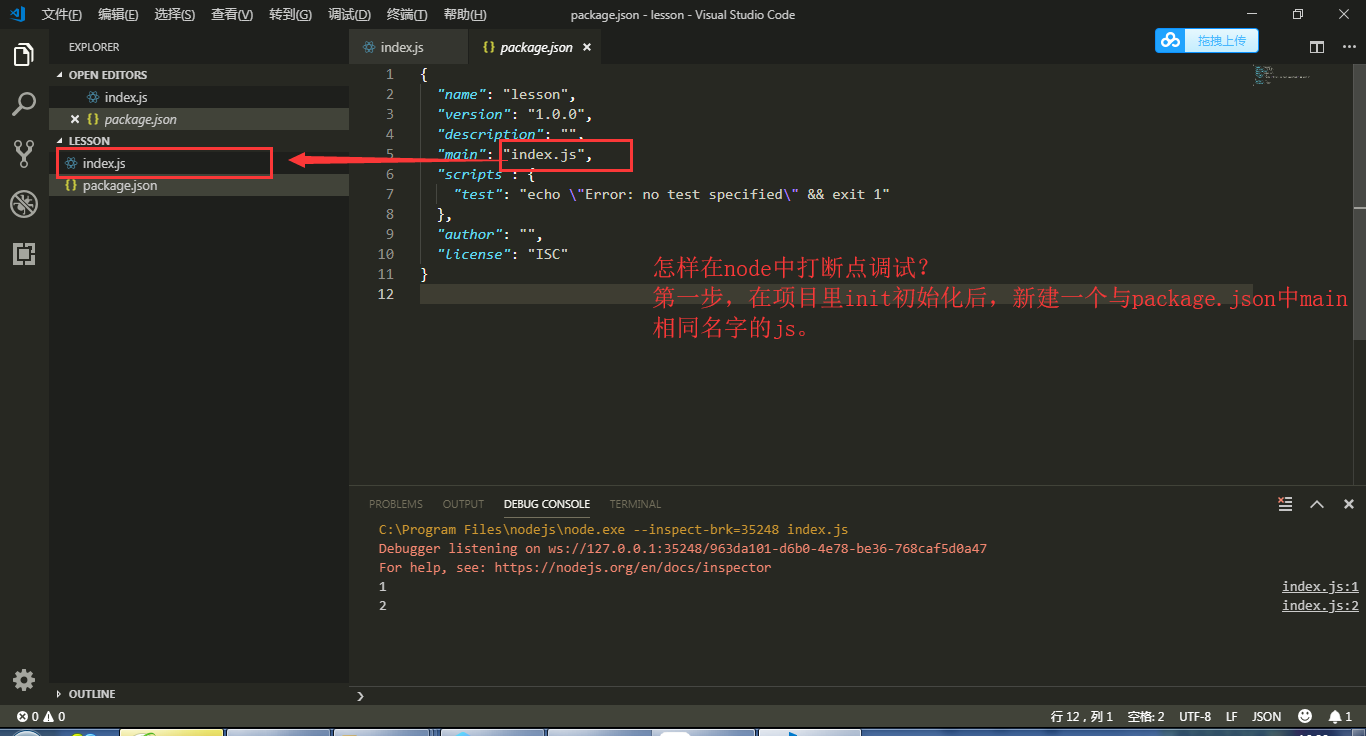 文件(F) 编辑(E) 选择(S) 查看(V) 转到(G) 调试(D) 终端(T) 帮助(H) package.json - lesson - Visual Studio Code
EXPLORER
OPEN EDITORS
index.js
package.json
LESSON
index.js
package.json
OUTLINE
index.js {} package.json
拖拽上传
1 {
2 "name": "lesson",
3 "version": "1.0.0",
4 "description": "",
5 "main": "index.js",
6 "scripts": {
7 "test": "echo \"Error: no test specified\" && exit 1"
8 },
9 "author": "",
10 "license": "ISC"
11 }
12
怎样在node中打断点调试？
第一步，在项目里init初始化后，新建一个与package.json中main
相同名字的js。
PROBLEMS OUTPUT DEBUG CONSOLE TERMINAL
C:\Program Files\nodejs\node.exe --inspect-brk=35248 index.js
Debugger listening on ws://127.0.0.1:35248/963da101-d6b0-4e78-be36-768caf5d0a47
For help, see: https://nodejs.org/en/docs/inspector
1 index.js:1
2 index.js:2
0 0 行 12，列 1 空格: 2 UTF-8 LF JSON 1